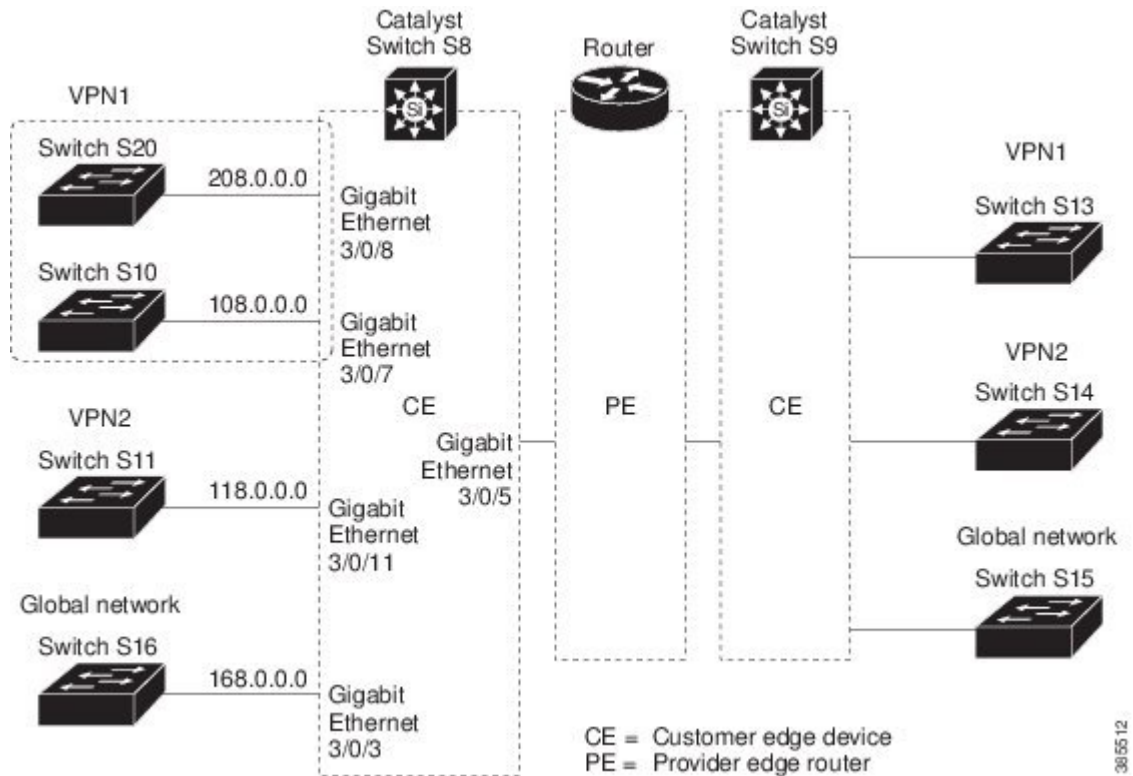 Catalyst
Switch S8
Router
Catalyst
Switch S9
VPN1
Switch S20
208.0.0.0
Gigabit
Ethernet
3/0/8
Switch S10
108.0.0.0
Gigabit
Ethernet
3/0/7
VPN2
Switch S11
118.0.0.0
Gigabit
Ethernet
3/0/11
Global network
Switch S16
168.0.0.0
Gigabit
Ethernet
3/0/3
Si
CE
Gigabit
Ethernet
3/0/5
PE
Si
CE
VPN1
Switch S13
VPN2
Switch S14
Global network
Switch S15
CE = Customer edge device
PE = Provider edge router
385512